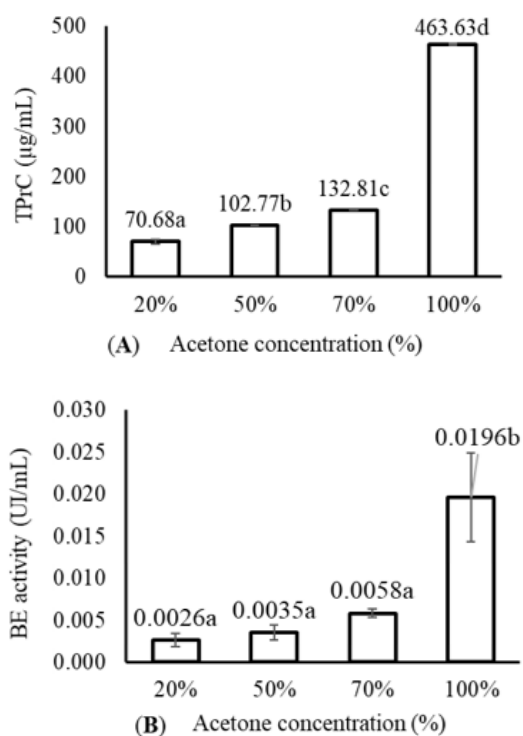 500
400
300
200
100
0
TPrC (µg/mL)
70.68a
102.77b
132.81c
463.63d
20% 50% 70% 100%
(A) Acetone concentration (%)
0.030
0.025
0.020
0.015
0.010
0.005
0.000
BE activity (UI/mL)
0.0026a
0.0035a
0.0058a
0.0196b
20% 50% 70% 100%
(B) Acetone concentration (%)